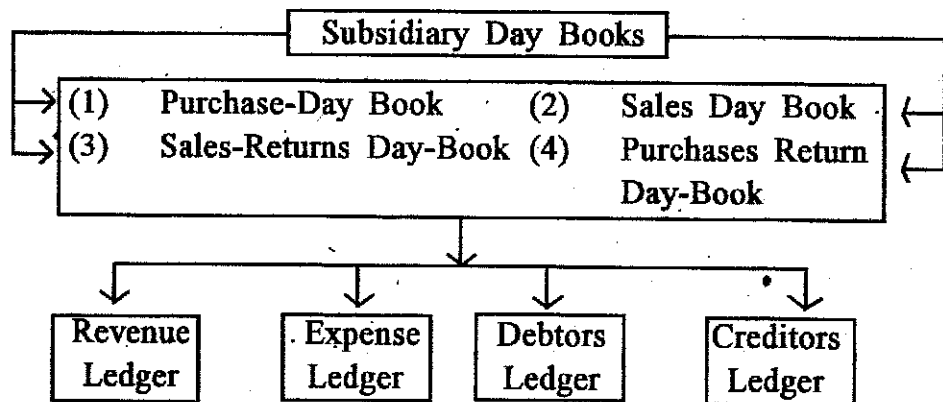 Subsidiary Day Books
(1) Purchase-Day Book (2) Sales Day Book
(3) Sales-Returns Day-Book (4) Purchases Return
Day-Book
Revenue
Ledger
Expense
Ledger
Debtors
Ledger
Creditors
Ledger